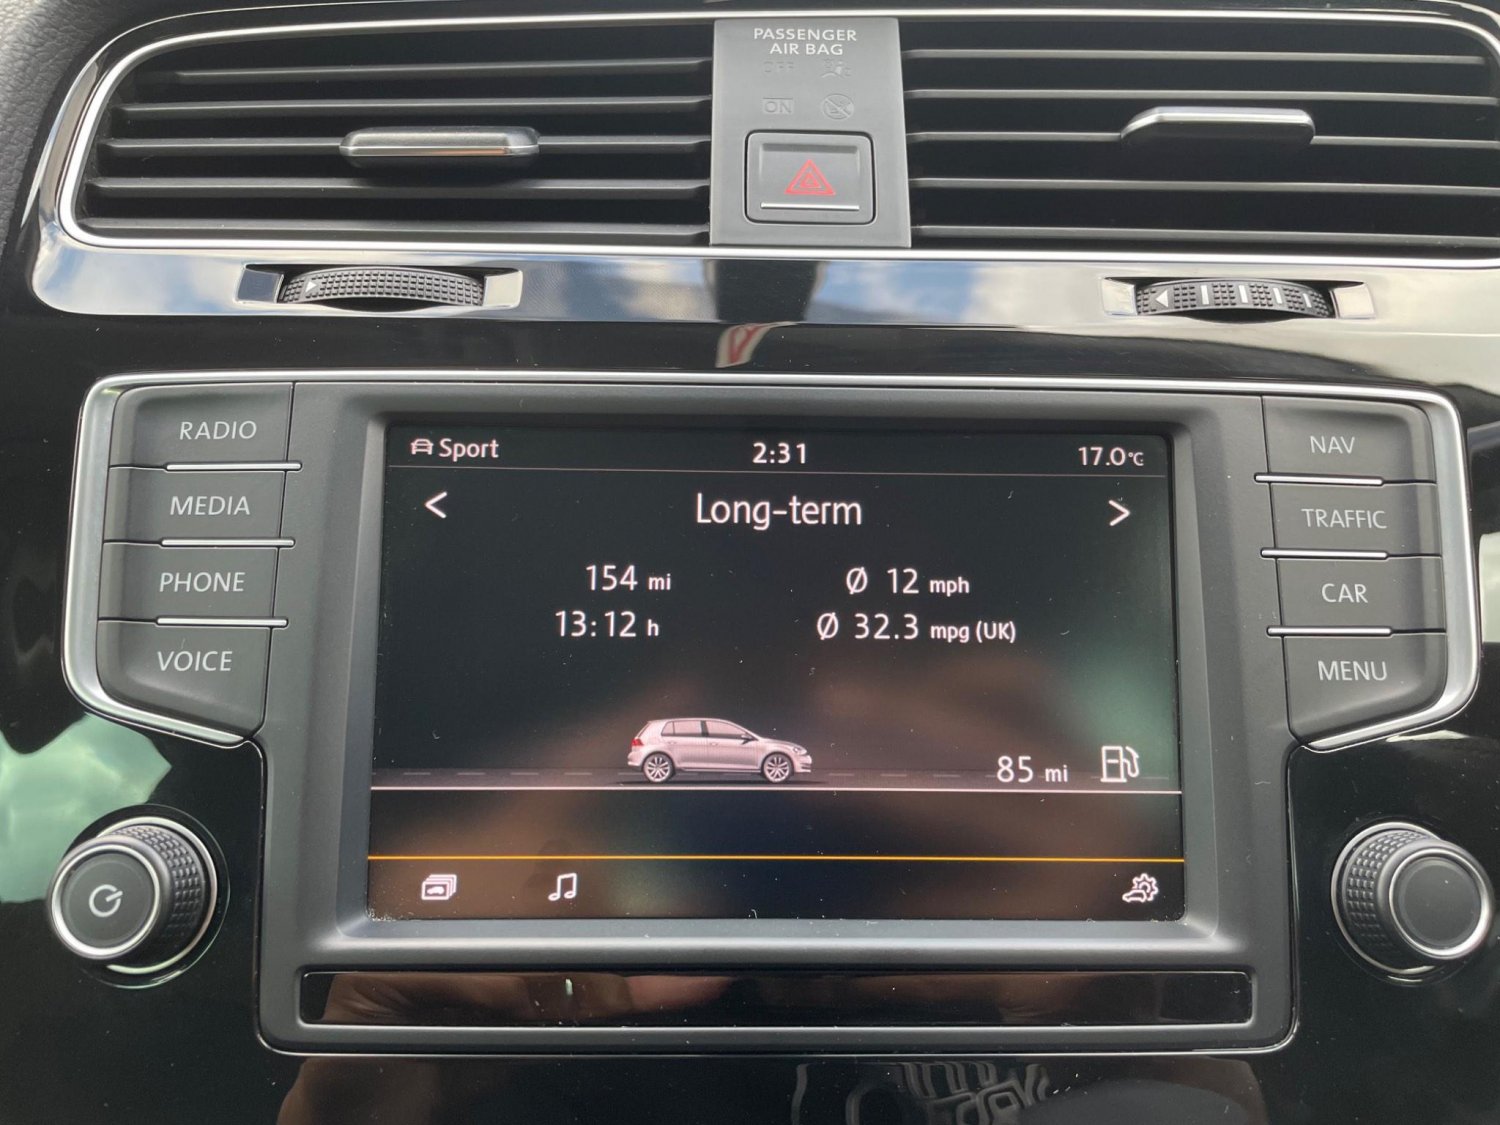 PASSENGER
AIR BAG
OFF
ON
RADIO
MEDIA
PHONE
VOICE
Sport 2:31 17.0°C
< Long-term >
154 mi Ø 12 mph
13:12 h Ø 32.3 mpg (UK)
85 mi
NAV
TRAFFIC
CAR
MENU